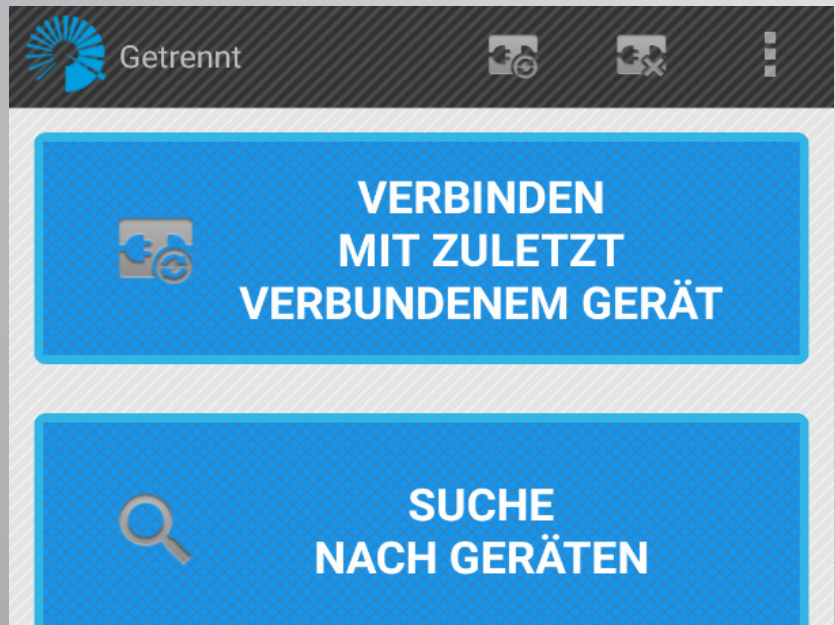 Getrennt
VERBINDEN
MIT ZULETZT
VERBUNDENEM GERÄT
SUCHE
NACH GERÄTEN